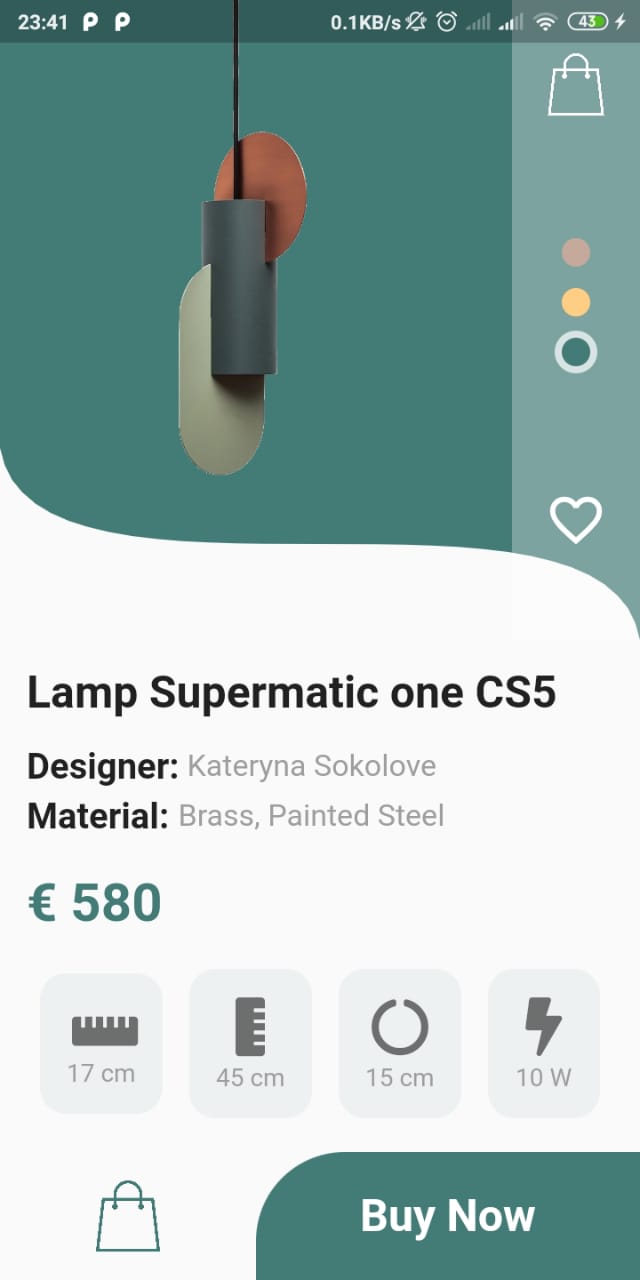 23:41 P P 0.1KB/s 43
Lamp Supermatic one CS5
Designer: Kateryna Sokolove
Material: Brass, Painted Steel
€ 580
17 cm 45 cm 15 cm 10 W
Buy Now